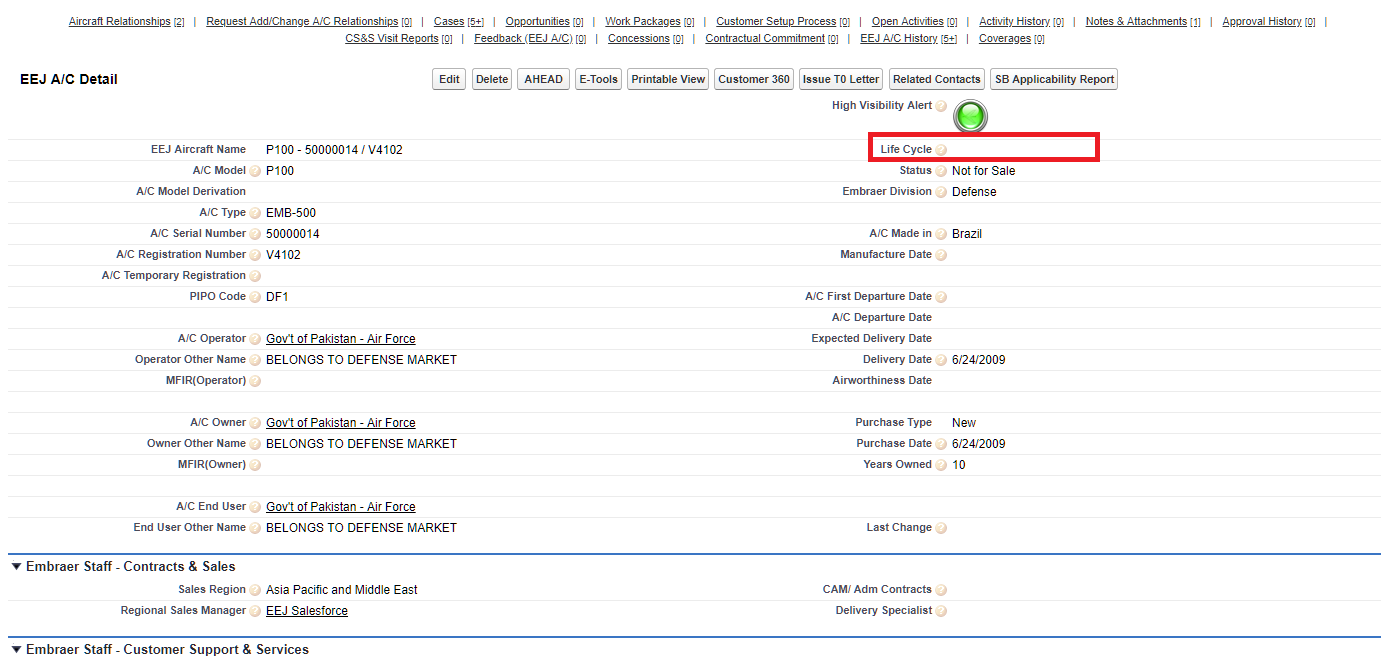 Aircraft Relationships [2] | Request Add/Change A/C Relationships [0] | Cases [5+] | Opportunities [0] | Work Packages [0] | Customer Setup Process [0] | Open Activities [0] | Activity History [0] | Notes & Attachments [1] | Approval History [0] |
CS&S Visit Reports [0] | Feedback (EEJ A/C) [0] | Concessions [0] | Contractual Commitment [0] | EEJ A/C History [5+] | Coverages [0]
EEJ A/C Detail Edit Delete AHEAD E-Tools Printable View Customer 360 Issue T0 Letter Related Contacts SB Applicability Report
High Visibility Alert ?
EEJ Aircraft Name P100 - 50000014 / V4102 Life Cycle ?
A/C Model ? P100 Status ? Not for Sale
A/C Model Derivation Embraer Division ? Defense
A/C Type ? EMB-500
A/C Serial Number ? 50000014 A/C Made in ? Brazil
A/C Registration Number ? V4102 Manufacture Date ?
A/C Temporary Registration ?
PIPO Code ? DF1 A/C First Departure Date ?
A/C Departure Date
A/C Operator ? Gov't of Pakistan - Air Force Expected Delivery Date
Operator Other Name ? BELONGS TO DEFENSE MARKET Delivery Date ? 6/24/2009
MFIR(Operator) ? Airworthiness Date
A/C Owner ? Gov't of Pakistan - Air Force Purchase Type New
Owner Other Name ? BELONGS TO DEFENSE MARKET Purchase Date ? 6/24/2009
MFIR(Owner) ? Years Owned ? 10
A/C End User ? Gov't of Pakistan - Air Force
End User Other Name ? BELONGS TO DEFENSE MARKET Last Change ?
Embraer Staff - Contracts & Sales
Sales Region ? Asia Pacific and Middle East CAM/ Adm Contracts ?
Regional Sales Manager ? EEJ Salesforce Delivery Specialist ?
Embraer Staff - Customer Support & Services